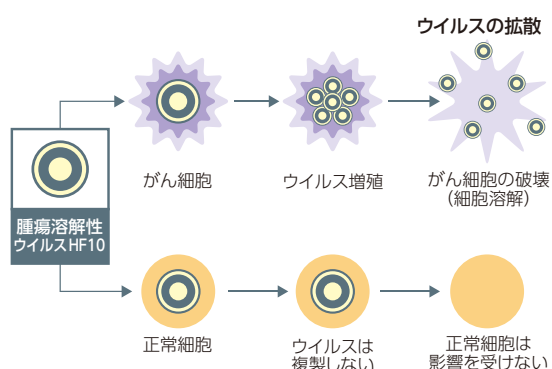 ウイルスの拡散
がん細胞
ウイルス増殖
がん細胞の破壊
(細胞溶解)
腫瘍溶解性
ウイルスHF10
正常細胞
ウイルスは
複製しない
正常細胞は
影響を受けない